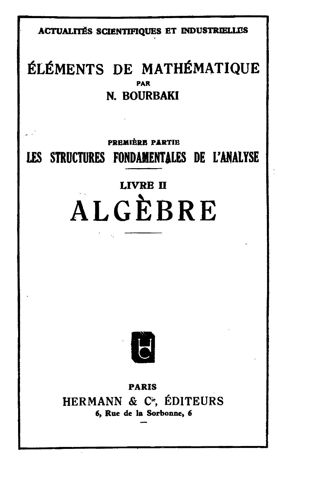 ACTUALITÉS SCIENTIFIQUES ET INDUSTRIELLES
ÉLÉMENTS DE MATHÉMATIQUE
PAR
N. BOURBAKI
PREMIÈRE PARTIE
LES STRUCTURES FONDAMENTALES DE L'ANALYSE
LIVRE II
ALGÈBRE
HC
PARIS
HERMANN & Cie, ÉDITEURS
6, Rue de la Sorbonne, 6